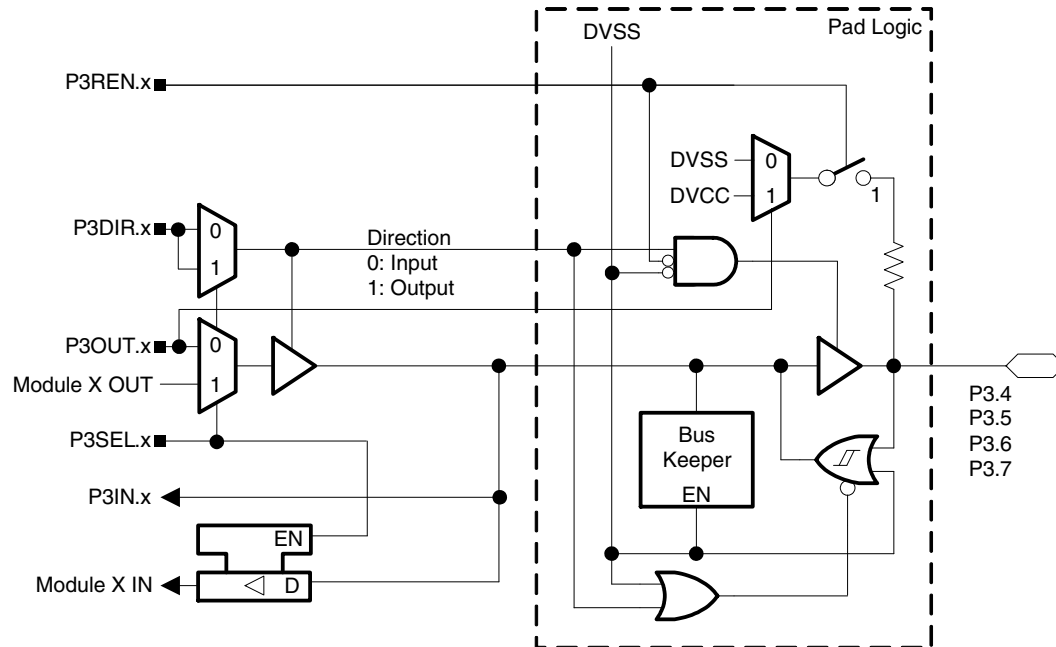 DVSS
Pad Logic
P3REN.x
DVSS
0
DVCC
1
1
P3DIR.x
0
1
Direction
0: Input
1: Output
P3OUT.x
0
Module X OUT
1
P3.4
P3.5
P3.6
P3.7
P3SEL.x
Bus
Keeper
EN
P3IN.x
EN
Module X IN
D